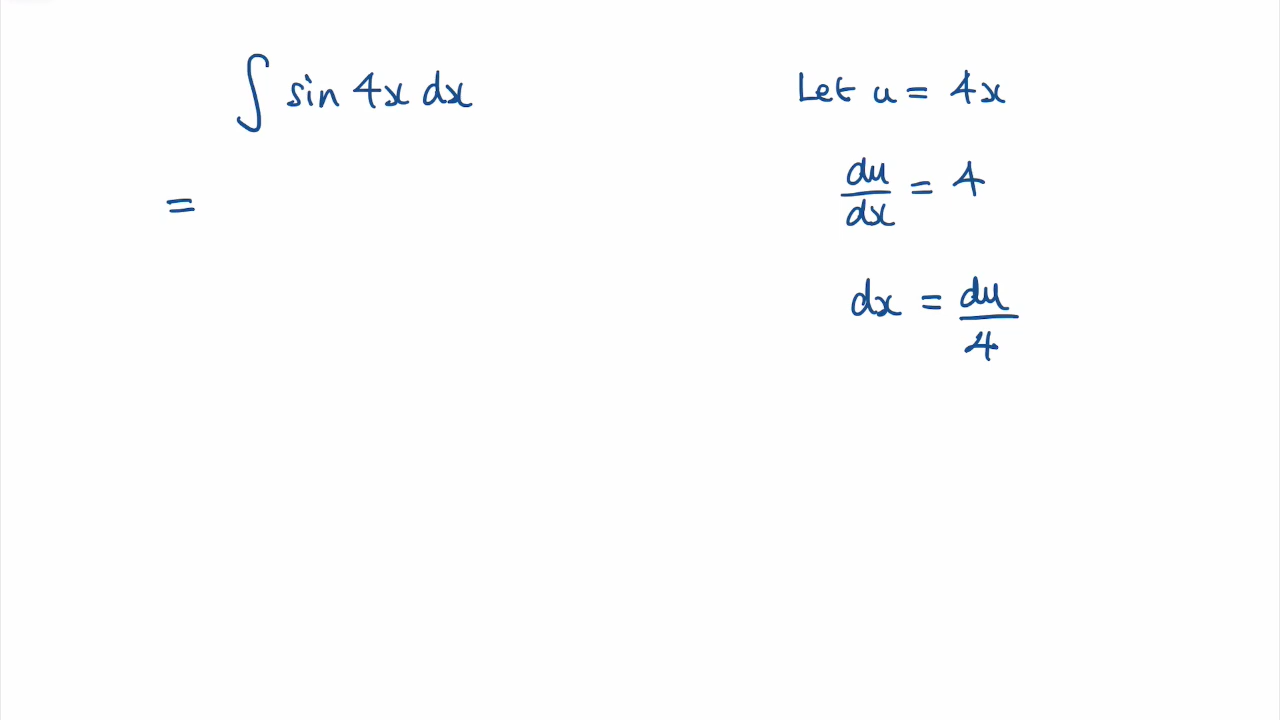 ∫ sin 4x dx
=
Let u = 4x
du/dx = 4
dx = du/4